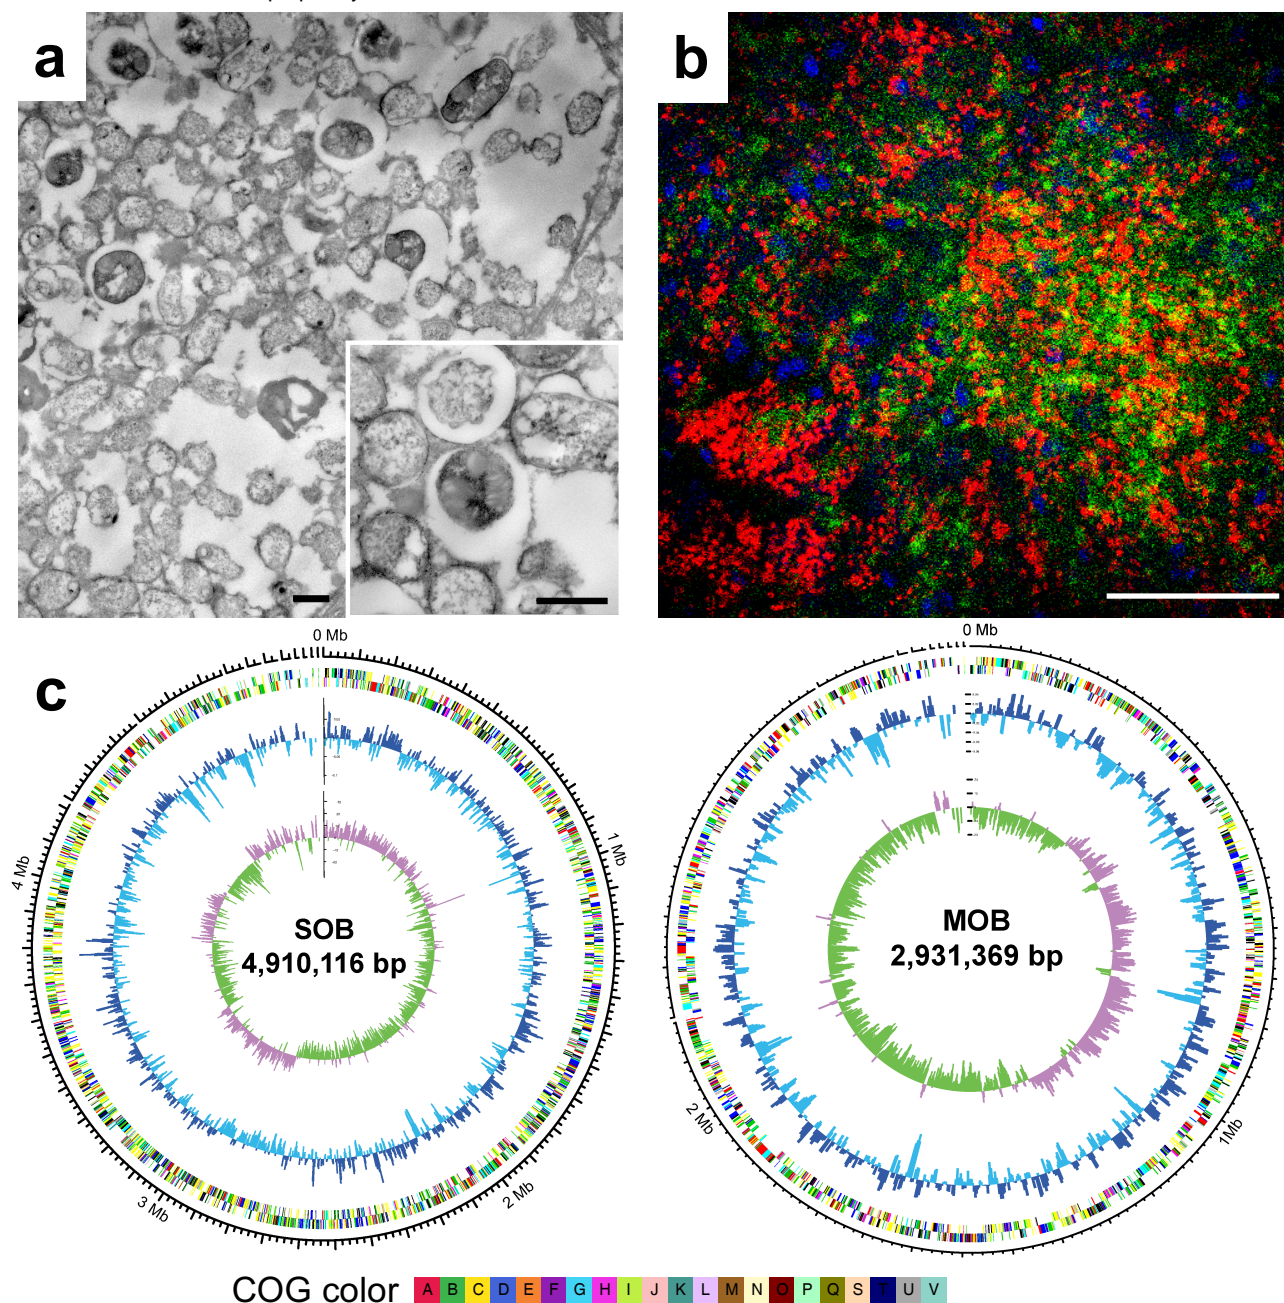 a
b
c
0 Mb
1 Mb
2 Mb
3 Mb
4 Mb
SOB
4,910,116 bp
0 Mb
1Mb
2 Mb
MOB
2,931,369 bp
COG color
A B C D E F G H I J K L M N O P Q S T U V